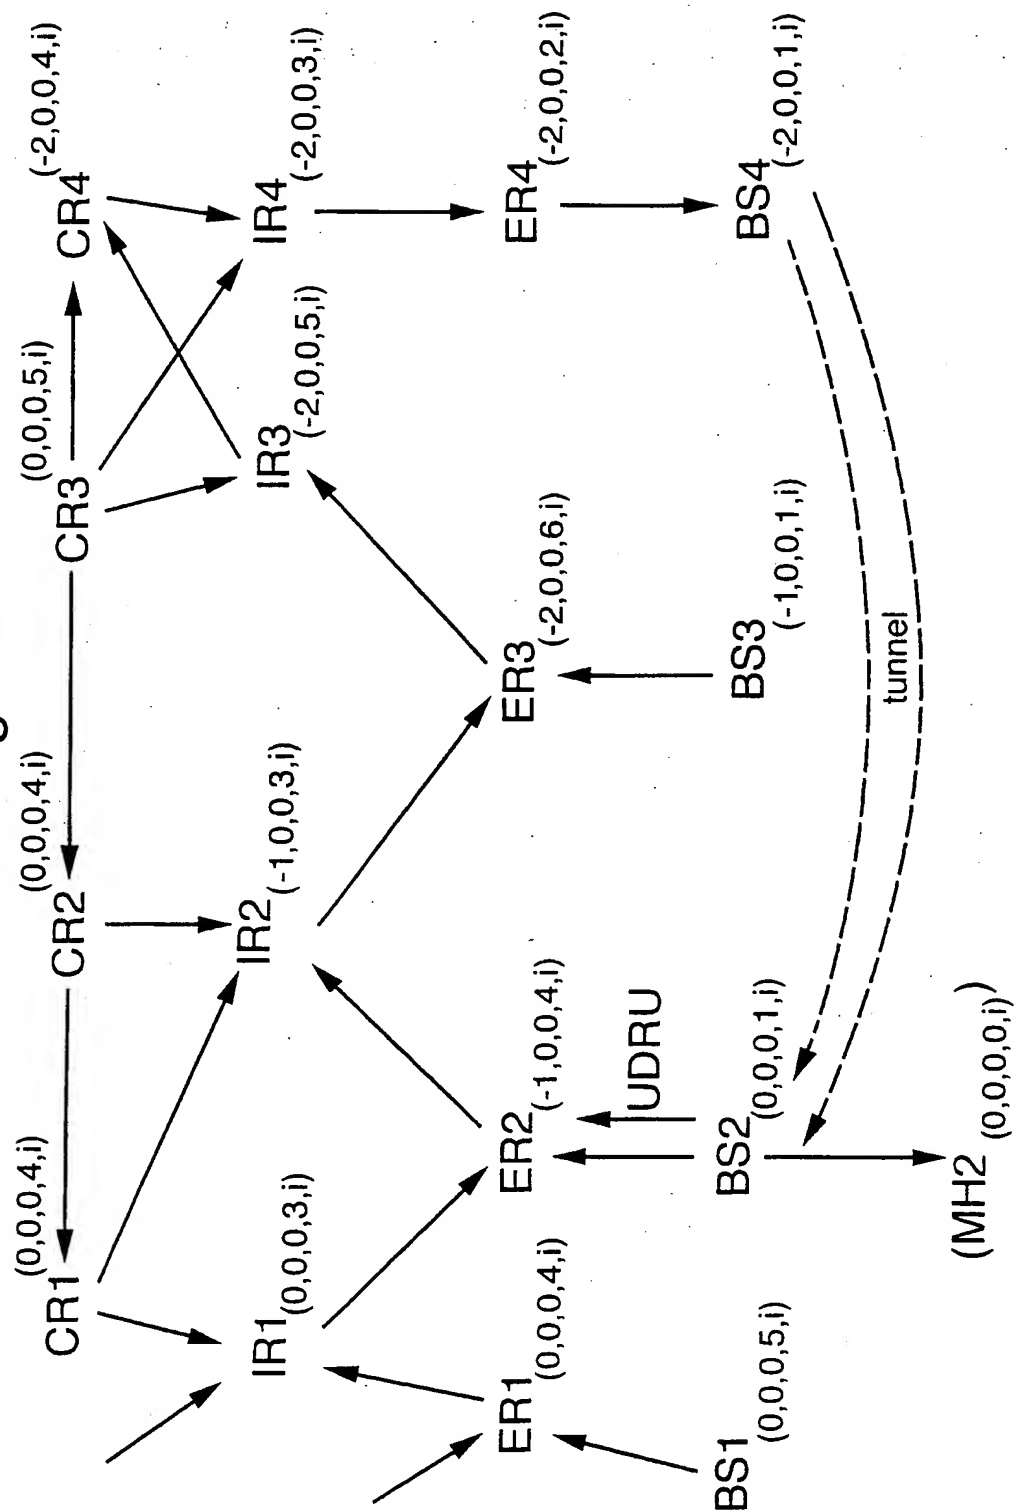 CR1 (0,0,0,4,i)
CR2 (0,0,0,4,i)
CR3 (0,0,0,5,i)
CR4 (-2,0,0,4,i)
IR1 (0,0,0,3,i)
IR2 (-1,0,0,3,i)
IR3 (-2,0,0,5,i)
IR4 (-2,0,0,3,i)
ER1 (0,0,0,4,i)
ER2 (-1,0,0,4,i)
ER3 (-2,0,0,6,i)
ER4 (-2,0,0,2,i)
UDRU
BS1 (0,0,0,5,i)
BS2 (0,0,0,1,i)
BS3 (-1,0,0,1,i)
BS4 (-2,0,0,1,i)
tunnel
(MH2 (0,0,0,0,i))